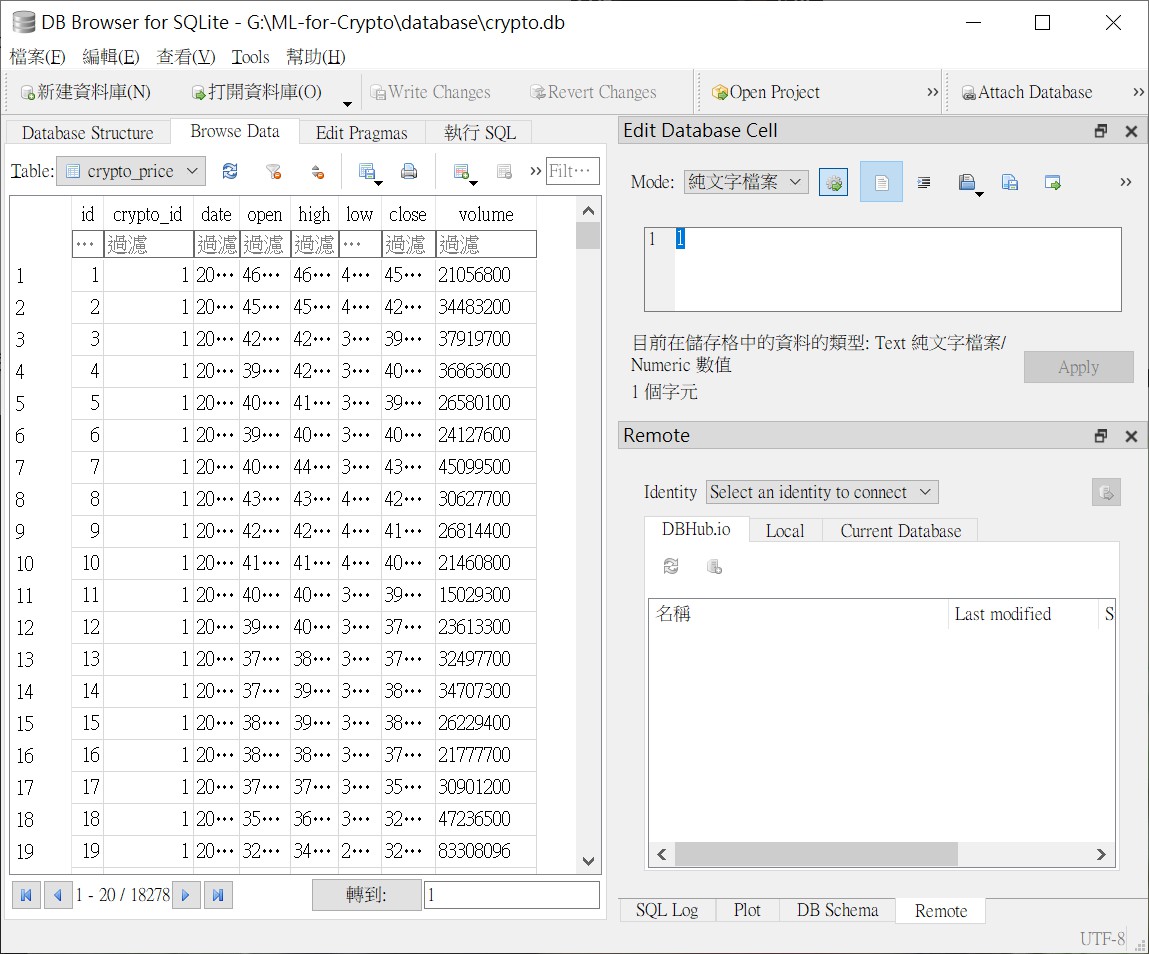 DB Browser for SQLite - G:\ML-for-Crypto\database\crypto.db
檔案(F) 編輯(E) 查看(V) Tools 幫助(H)
新建資料庫(N) 打開資料庫(O) Write Changes Revert Changes Open Project » Attach Database »
Database Structure Browse Data Edit Pragmas 執行 SQL
Table: crypto_price » Filt···
id crypto_id date open high low close volume
··· 過濾 過濾 過濾 過濾 ··· 過濾 過濾
1 1 1 20··· 46··· 46··· 4··· 45··· 21056800
2 2 1 20··· 45··· 45··· 4··· 42··· 34483200
3 3 1 20··· 42··· 42··· 3··· 39··· 37919700
4 4 1 20··· 39··· 42··· 3··· 40··· 36863600
5 5 1 20··· 40··· 41··· 3··· 39··· 26580100
6 6 1 20··· 39··· 40··· 3··· 40··· 24127600
7 7 1 20··· 40··· 44··· 3··· 43··· 45099500
8 8 1 20··· 43··· 43··· 4··· 42··· 30627700
9 9 1 20··· 42··· 42··· 4··· 41··· 26814400
10 10 1 20··· 41··· 41··· 4··· 40··· 21460800
11 11 1 20··· 40··· 40··· 3··· 39··· 15029300
12 12 1 20··· 39··· 40··· 3··· 37··· 23613300
13 13 1 20··· 37··· 38··· 3··· 37··· 32497700
14 14 1 20··· 37··· 39··· 3··· 38··· 34707300
15 15 1 20··· 38··· 39··· 3··· 38··· 26229400
16 16 1 20··· 38··· 38··· 3··· 37··· 21777700
17 17 1 20··· 37··· 37··· 3··· 35··· 30901200
18 18 1 20··· 35··· 36··· 3··· 32··· 47236500
19 19 1 20··· 32··· 34··· 2··· 32··· 83308096
1 - 20 / 18278 轉到: 1
Edit Database Cell
Mode: 純文字檔案 »
1 1
目前在儲存格中的資料的類型: Text 純文字檔案/
Numeric 數值
Apply
1 個字元
Remote
Identity Select an identity to connect
DBHub.io Local Current Database
名稱 Last modified S
SQL Log Plot DB Schema Remote
UTF-8